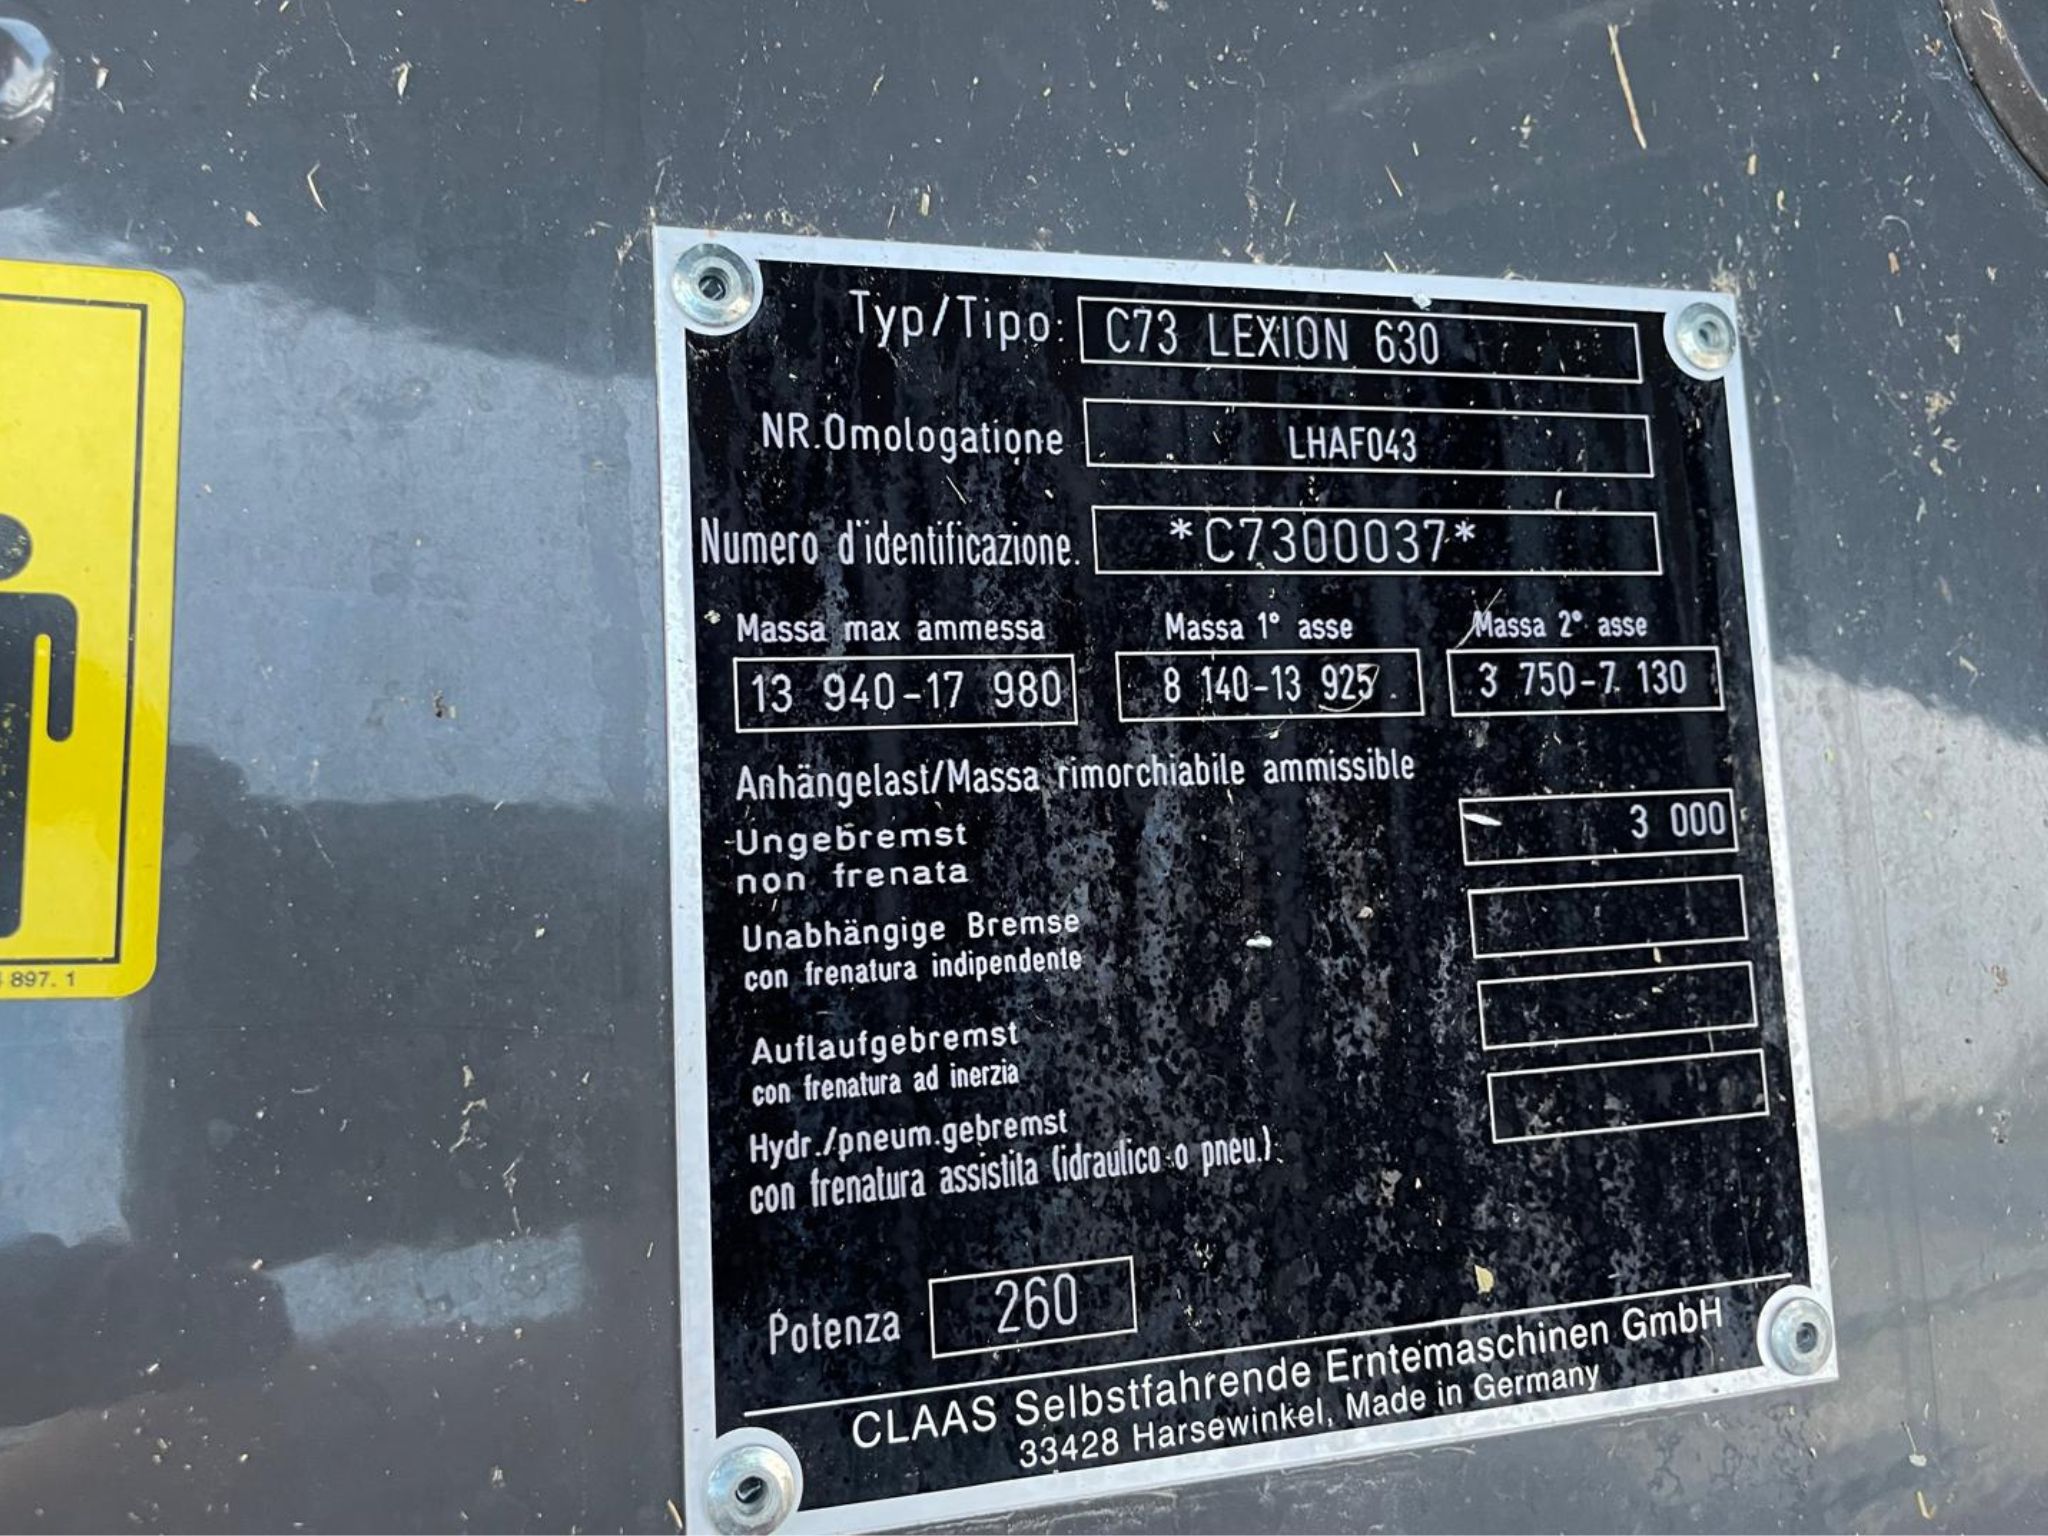 Typ/Tipo: C73 LEXION 630
NR.Omologatione LHAF043
Numero d'identificazione. *C7300037*
Massa max ammessa Massa 1° asse Massa 2° asse
13 940-17 980 8 140-13 925 3 750-7 130
Anhängelast/Massa rimorchiabile ammissible
Ungebremst 3 000
non frenata
Unabhängige Bremse
con frenatura indipendente
Auflaufgebremst
con frenatura ad inerzia
Hydr./pneum.gebremst
con frenatura assistita (idraulico o pneu.)
Potenza 260
CLAAS Selbstfahrende Erntemaschinen GmbH
33428 Harsewinkel, Made in Germany
897. 1